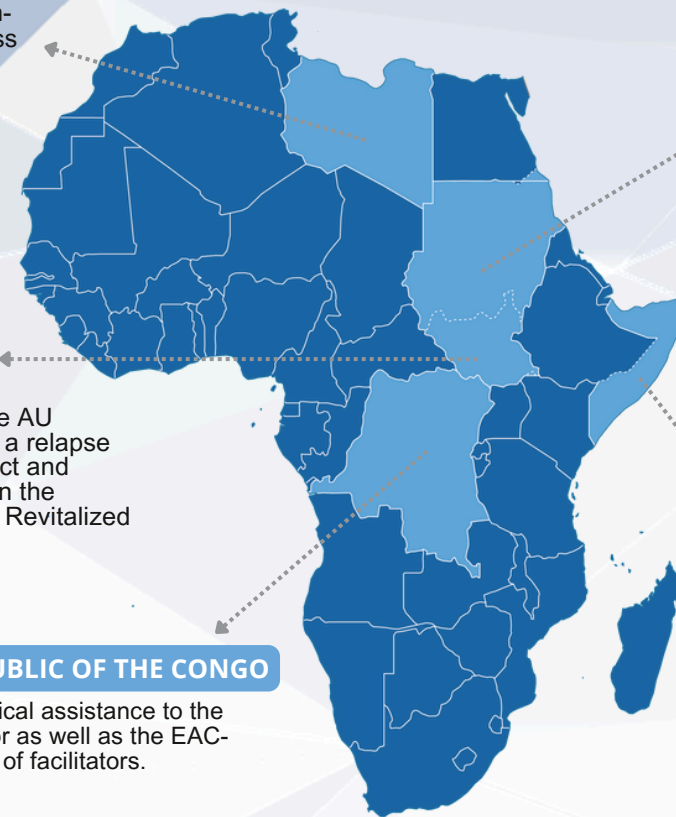 n-
ss
e AU
a relapse
ct and
n the
Revitalized
UBLIC OF THE CONGO
ical assistance to the
or as well as the EAC-
of facilitators.